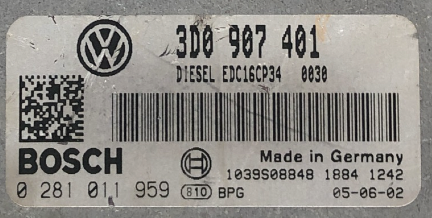 3D0 907 401
DIESEL EDC16CP34 0030
BOSCH
Made in Germany
1039S08848 1884 1242
0 281 011 959 810 BPG 05-06-02